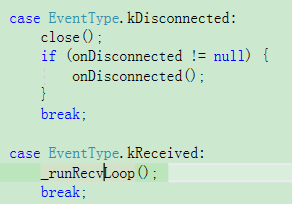 case EventType.kDisconnected:
    close();
    if (onDisconnected != null) {
        onDisconnected();
    }
    break;

case EventType.kReceived:
    _runRecvLoop();
    break;